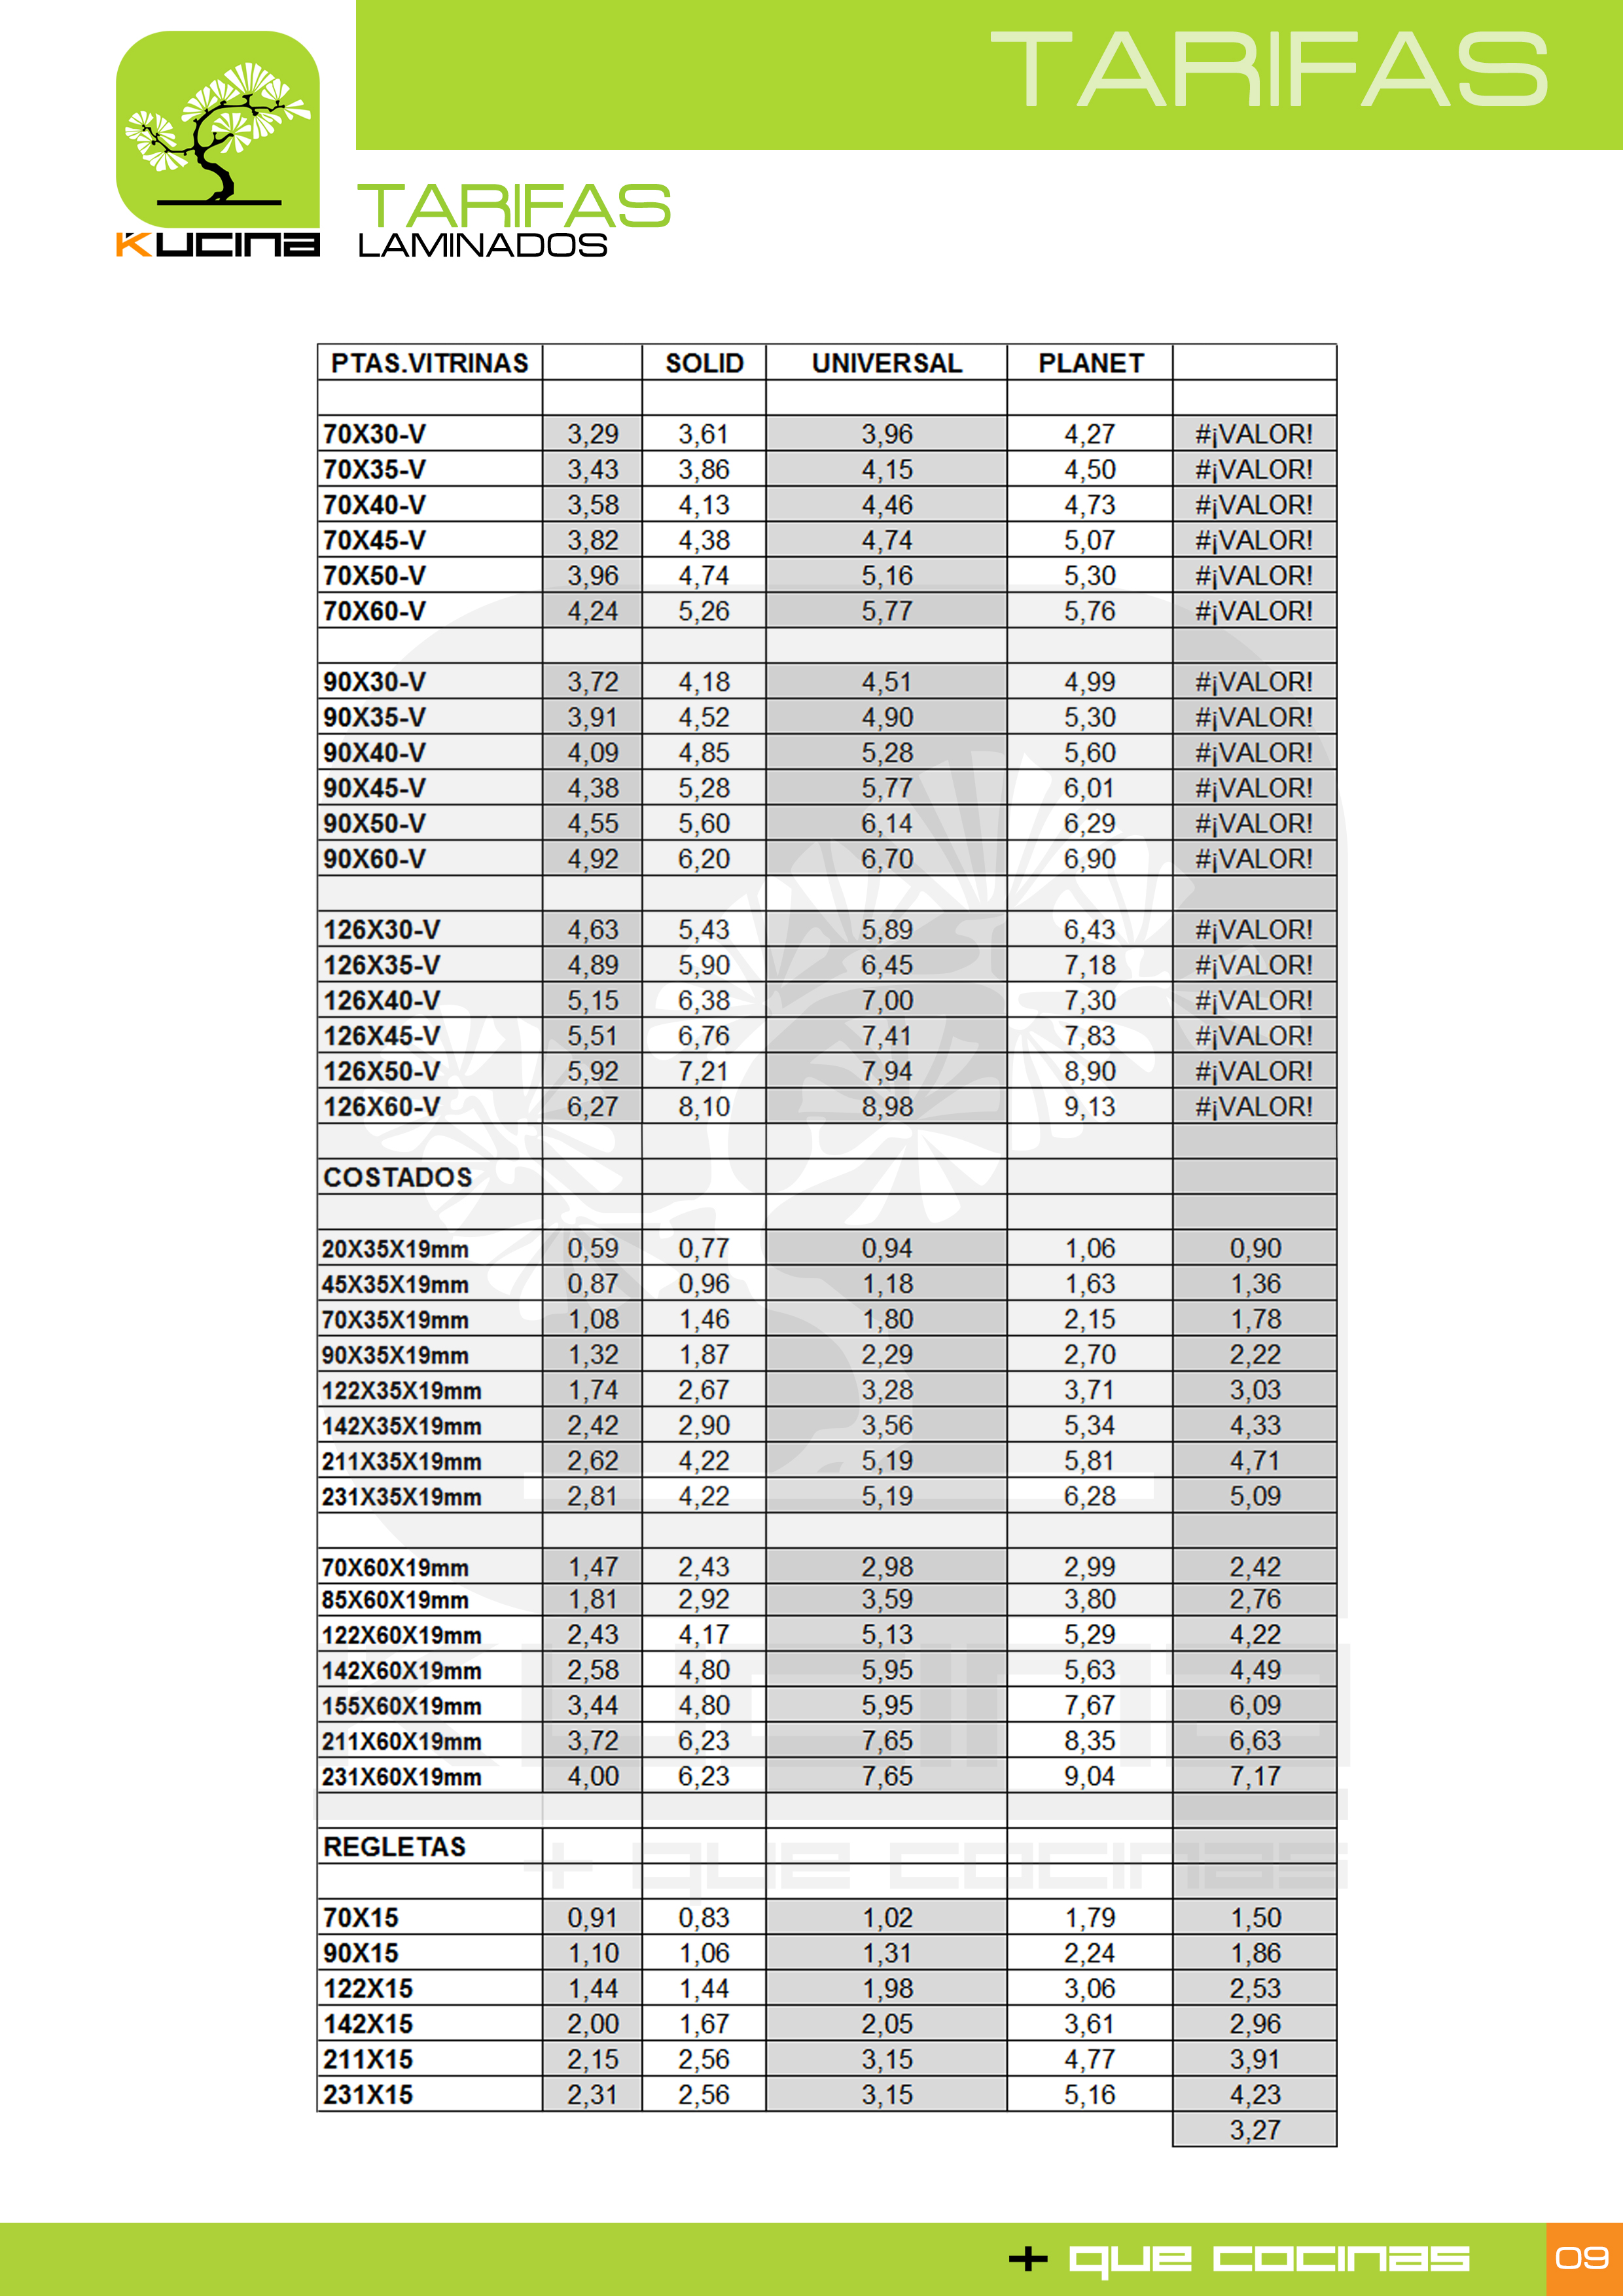 TARIFAS
KUCINA
TARIFAS
LAMINADOS
PTAS.VITRINAS SOLID UNIVERSAL PLANET
70X30-V 3,29 3,61 3,96 4,27 #¡VALOR!
70X35-V 3,43 3,86 4,15 4,50 #¡VALOR!
70X40-V 3,58 4,13 4,46 4,73 #¡VALOR!
70X45-V 3,82 4,38 4,74 5,07 #¡VALOR!
70X50-V 3,96 4,74 5,16 5,30 #¡VALOR!
70X60-V 4,24 5,26 5,77 5,76 #¡VALOR!
90X30-V 3,72 4,18 4,51 4,99 #¡VALOR!
90X35-V 3,91 4,52 4,90 5,30 #¡VALOR!
90X40-V 4,09 4,85 5,28 5,60 #¡VALOR!
90X45-V 4,38 5,28 5,77 6,01 #¡VALOR!
90X50-V 4,55 5,60 6,14 6,29 #¡VALOR!
90X60-V 4,92 6,20 6,70 6,90 #¡VALOR!
126X30-V 4,63 5,43 5,89 6,43 #¡VALOR!
126X35-V 4,89 5,90 6,45 7,18 #¡VALOR!
126X40-V 5,15 6,38 7,00 7,30 #¡VALOR!
126X45-V 5,51 6,76 7,41 7,83 #¡VALOR!
126X50-V 5,92 7,21 7,94 8,90 #¡VALOR!
126X60-V 6,27 8,10 8,98 9,13 #¡VALOR!
COSTADOS
20X35X19mm 0,59 0,77 0,94 1,06 0,90
45X35X19mm 0,87 0,96 1,18 1,63 1,36
70X35X19mm 1,08 1,46 1,80 2,15 1,78
90X35X19mm 1,32 1,87 2,29 2,70 2,22
122X35X19mm 1,74 2,67 3,28 3,71 3,03
142X35X19mm 2,42 2,90 3,56 5,34 4,33
211X35X19mm 2,62 4,22 5,19 5,81 4,71
231X35X19mm 2,81 4,22 5,19 6,28 5,09
70X60X19mm 1,47 2,43 2,98 2,99 2,42
85X60X19mm 1,81 2,92 3,59 3,80 2,76
122X60X19mm 2,43 4,17 5,13 5,29 4,22
142X60X19mm 2,58 4,80 5,95 5,63 4,49
155X60X19mm 3,44 4,80 5,95 7,67 6,09
211X60X19mm 3,72 6,23 7,65 8,35 6,63
231X60X19mm 4,00 6,23 7,65 9,04 7,17
REGLETAS
+ que cocinas
70X15 0,91 0,83 1,02 1,79 1,50
90X15 1,10 1,06 1,31 2,24 1,86
122X15 1,44 1,44 1,98 3,06 2,53
142X15 2,00 1,67 2,05 3,61 2,96
211X15 2,15 2,56 3,15 4,77 3,91
231X15 2,31 2,56 3,15 5,16 4,23
3,27
+ que cocinas 09